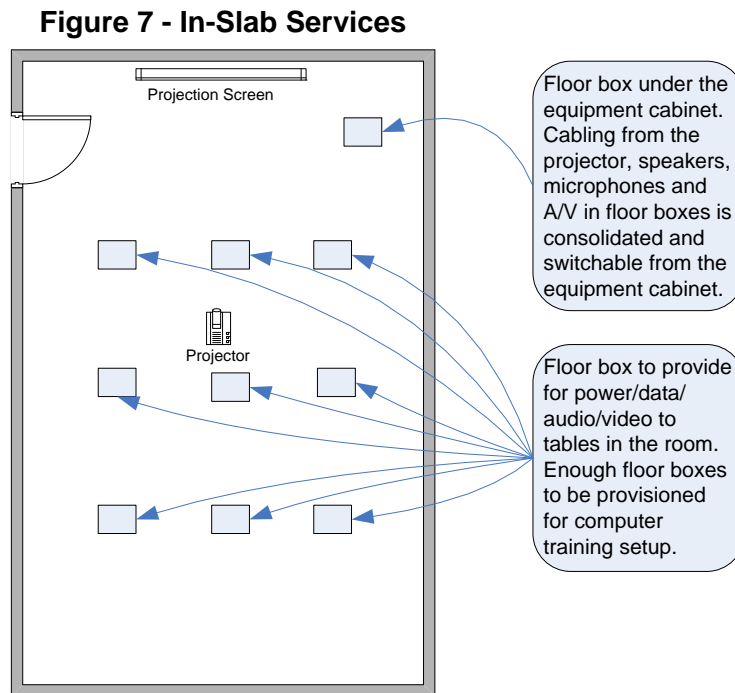 Figure 7 - In-Slab Services
Projection Screen
Floor box under the
equipment cabinet.
Cabling from the
projector, speakers,
microphones and
A/V in floor boxes is
consolidated and
switchable from the
equipment cabinet.
Projector
Floor box to provide
for power/data/
audio/video to
tables in the room.
Enough floor boxes
to be provisioned
for computer
training setup.